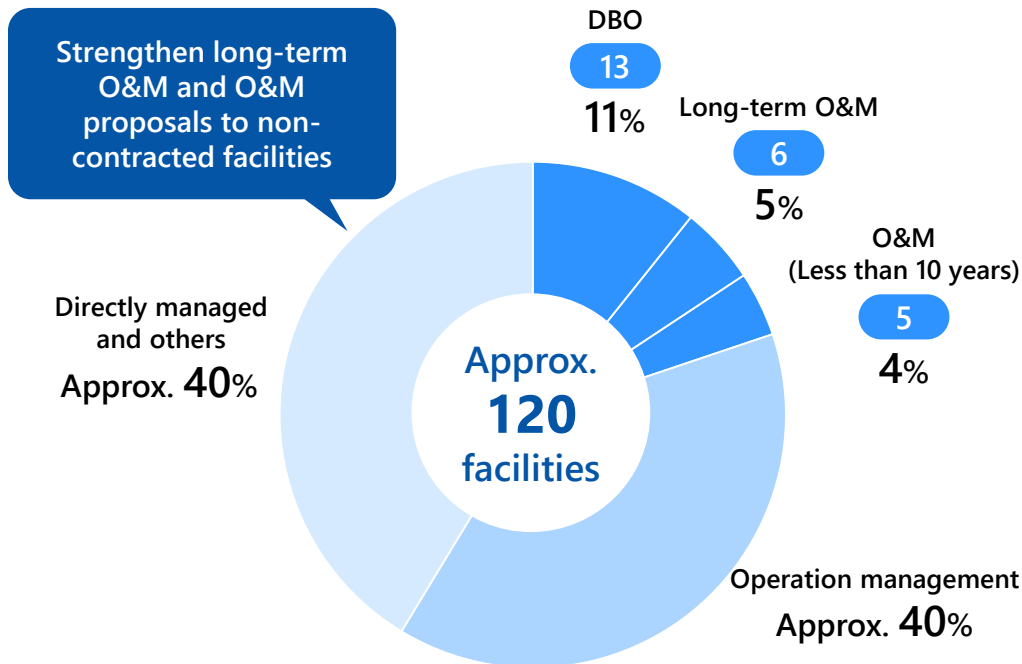 Strengthen long-term
O&M and O&M
proposals to non-
contracted facilities
DBO
13
11%
Long-term O&M
6
5%
O&M
(Less than 10 years)
5
4%
Directly managed
and others
Approx. 40%
Approx.
120
facilities
Operation management
Approx. 40%